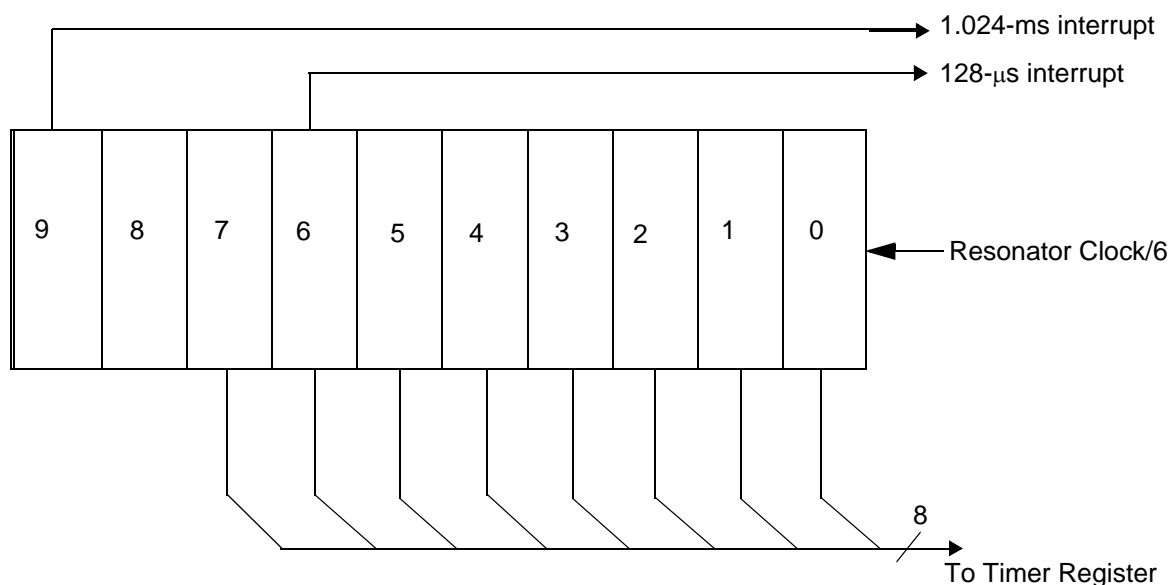 1.024-ms interrupt
128-μs interrupt
9 8 7 6 5 4 3 2 1 0
Resonator Clock/6
8
To Timer Register